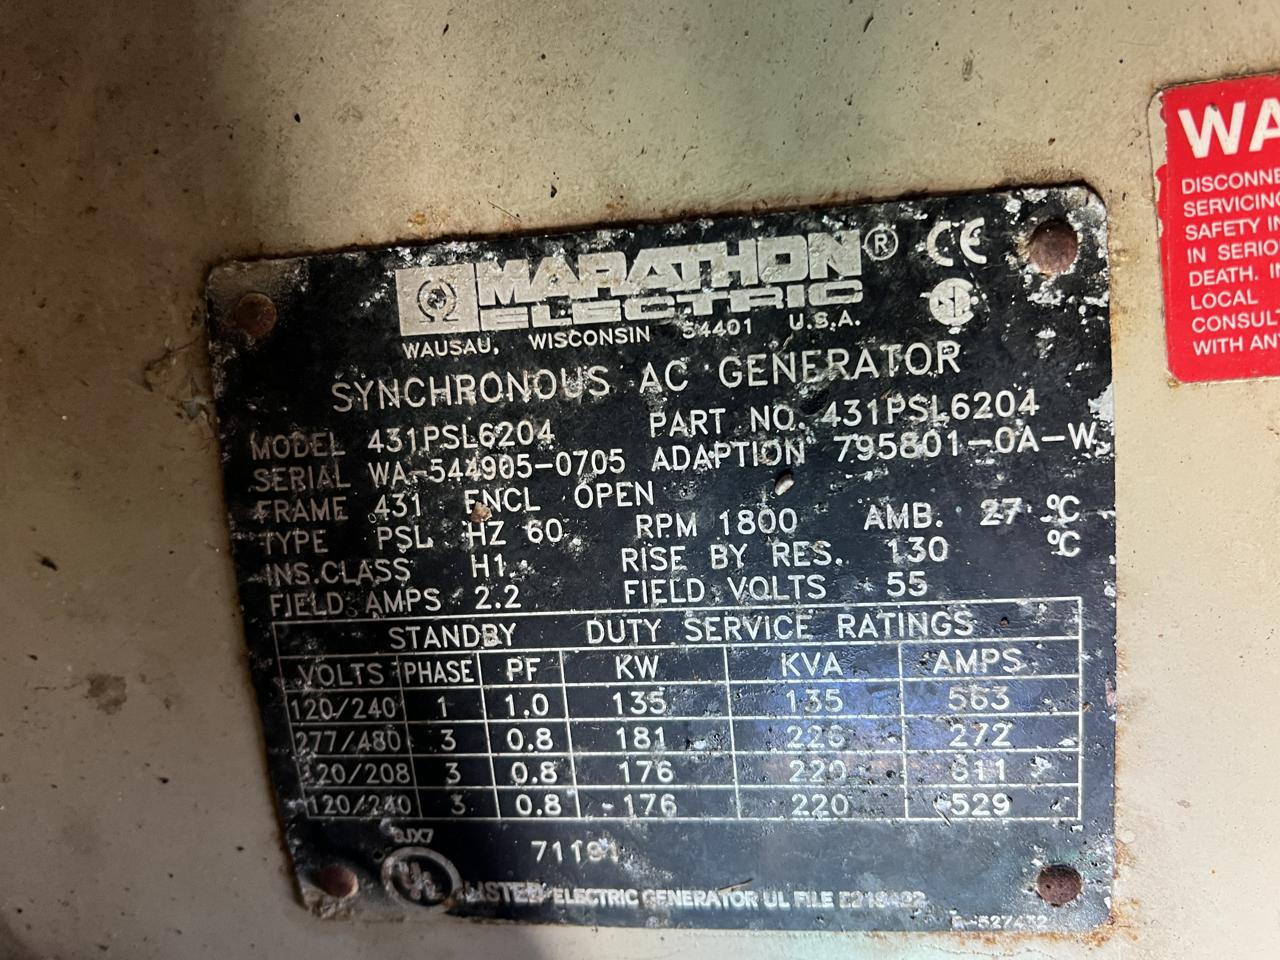 MARATHON ® CE
ELECTRIC
WAUSAU, WISCONSIN 54401 U.S.A.
SYNCHRONOUS AC GENERATOR
MODEL 431PSL6204 PART NO. 431PSL6204
SERIAL WA-544905-0705 ADAPTION 795801-0A-W
FRAME 431 ENCL OPEN
TYPE PSL HZ 60 RPM 1800 AMB. 27 °C
INS.CLASS H1 RISE BY RES. 130 °C
FIELD AMPS 2.2 FIELD VOLTS 55
STANDBY DUTY SERVICE RATINGS
VOLTS PHASE PF KW KVA AMPS
120/240 1 1.0 135 135 563
277/480 3 0.8 181 226 272
120/208 3 0.8 176 220 611
120/240 3 0.8 176 220 529
71191
UL LISTED ELECTRIC GENERATOR UL FILE
WA
DISCONNE
SERVICING
SAFETY IN
IN SERIO
DEATH. IN
LOCAL
CONSULT
WITH ANY